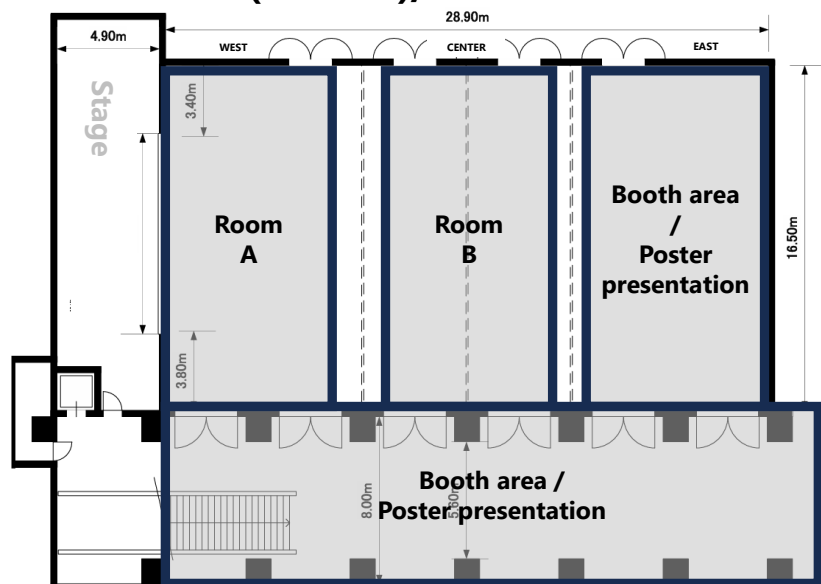 28.90m
4.90m
WEST
CENTER
EAST
Stage
3.40m
16.50m
Room
A
Room
B
Booth area
/
Poster
presentation
3.80m
Booth area /
Poster presentation
8.00m
5.60m